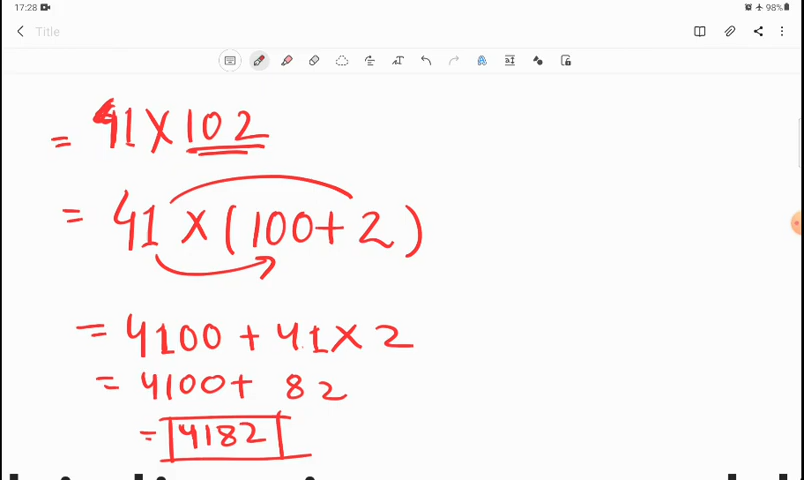 17:28 98%
Title
= 41 X 102
= 41 X (100+2)
= 4100 + 41 X 2
= 4100 + 82
= 4182